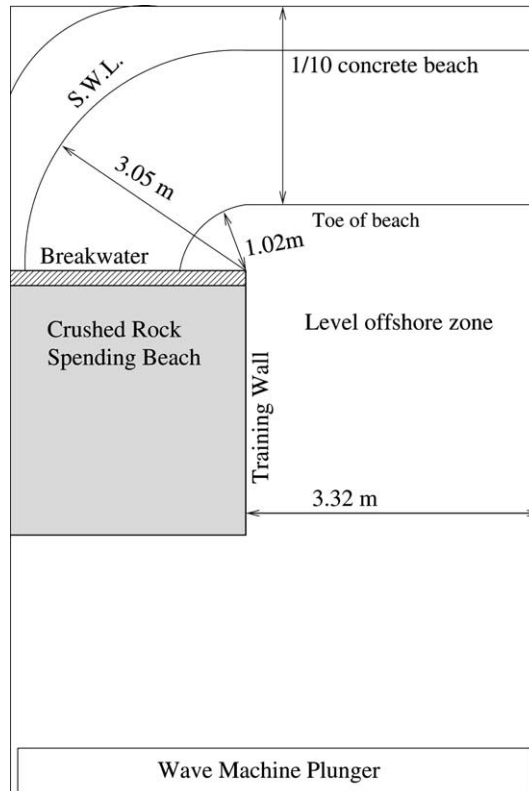 S.W.L.
1/10 concrete beach
3.05 m
Toe of beach
1.02m
Breakwater
Level offshore zone
Crushed Rock
Spending Beach
Training Wall
3.32 m
Wave Machine Plunger